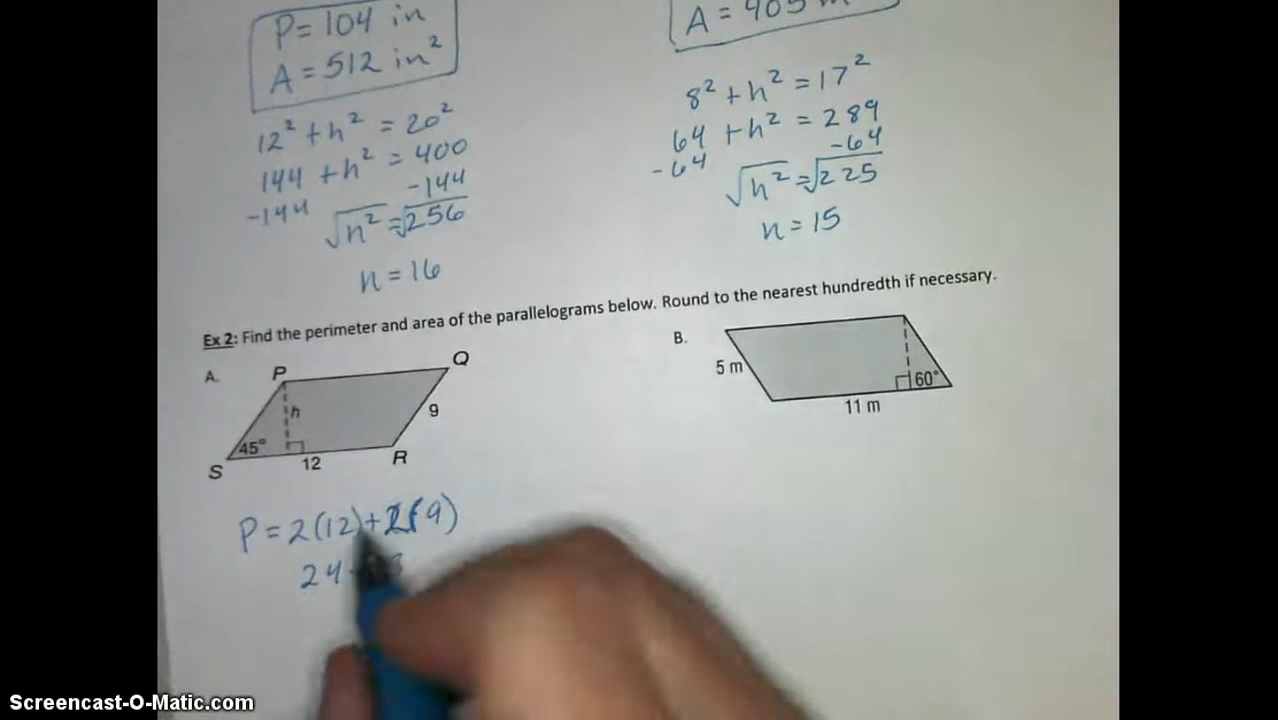 P = 104 in
A = 512 in²
12² + h² = 20²
144 + h² = 400
-144 -144
√h² = √256
h = 16
A = 405
8² + h² = 17²
64 + h² = 289
-64 -64
√h² = √225
h = 15
Ex 2: Find the perimeter and area of the parallelograms below. Round to the nearest hundredth if necessary.
A.
P
Q
h
9
45°
S
12
R
P = 2(12) + 2(9)
24
B.
5 m
60°
11 m
Screencast-O-Matic.com